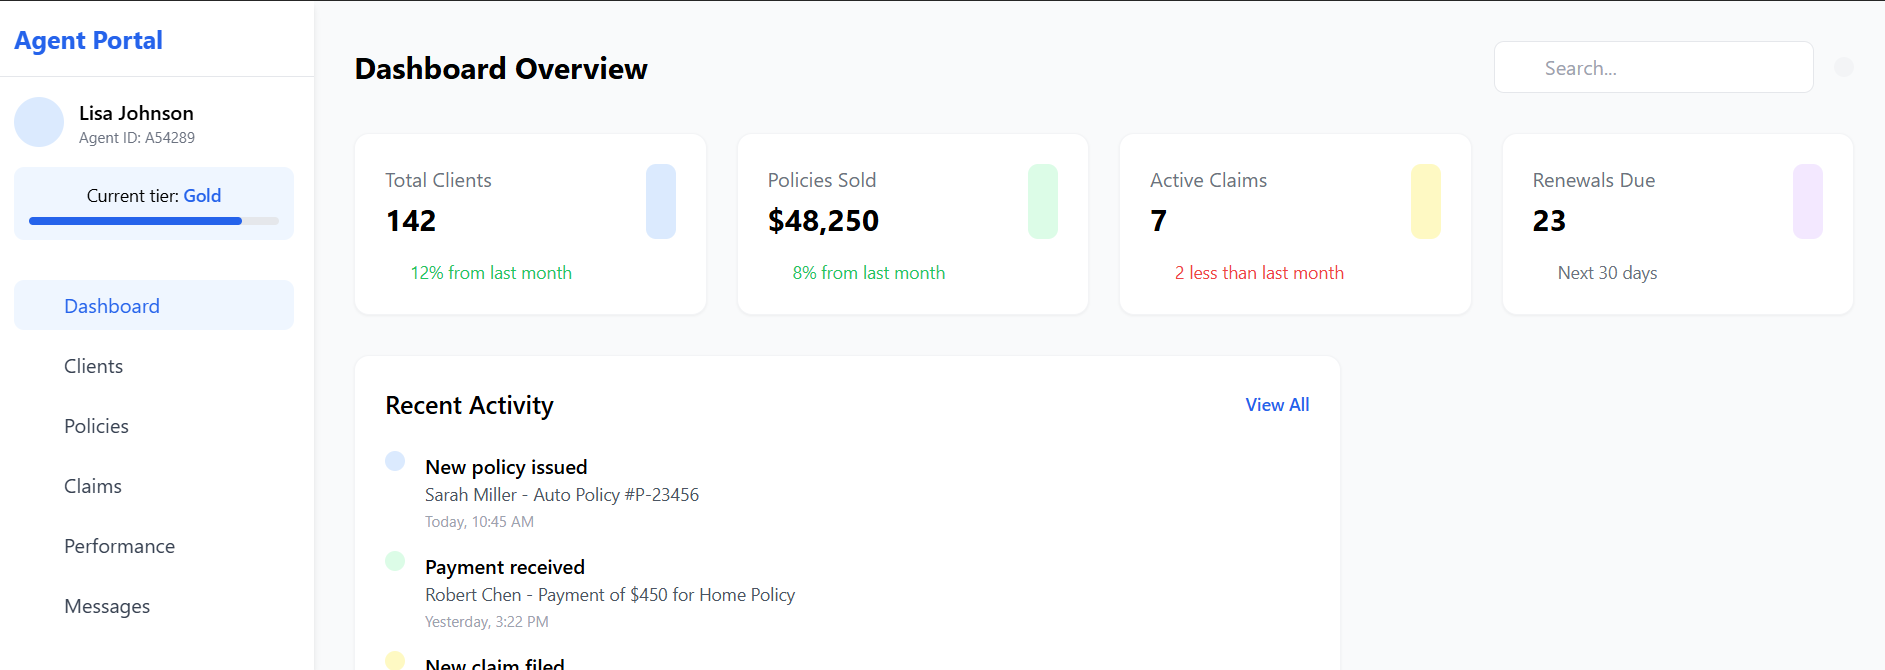 Agent Portal
Lisa Johnson
Agent ID: A54289
Current tier: Gold
Dashboard
Clients
Policies
Claims
Performance
Messages
Dashboard Overview
Search...
Total Clients
142
12% from last month
Policies Sold
$48,250
8% from last month
Active Claims
7
2 less than last month
Renewals Due
23
Next 30 days
Recent Activity
View All
New policy issued
Sarah Miller - Auto Policy #P-23456
Today, 10:45 AM
Payment received
Robert Chen - Payment of $450 for Home Policy
Yesterday, 3:22 PM
New claim filed